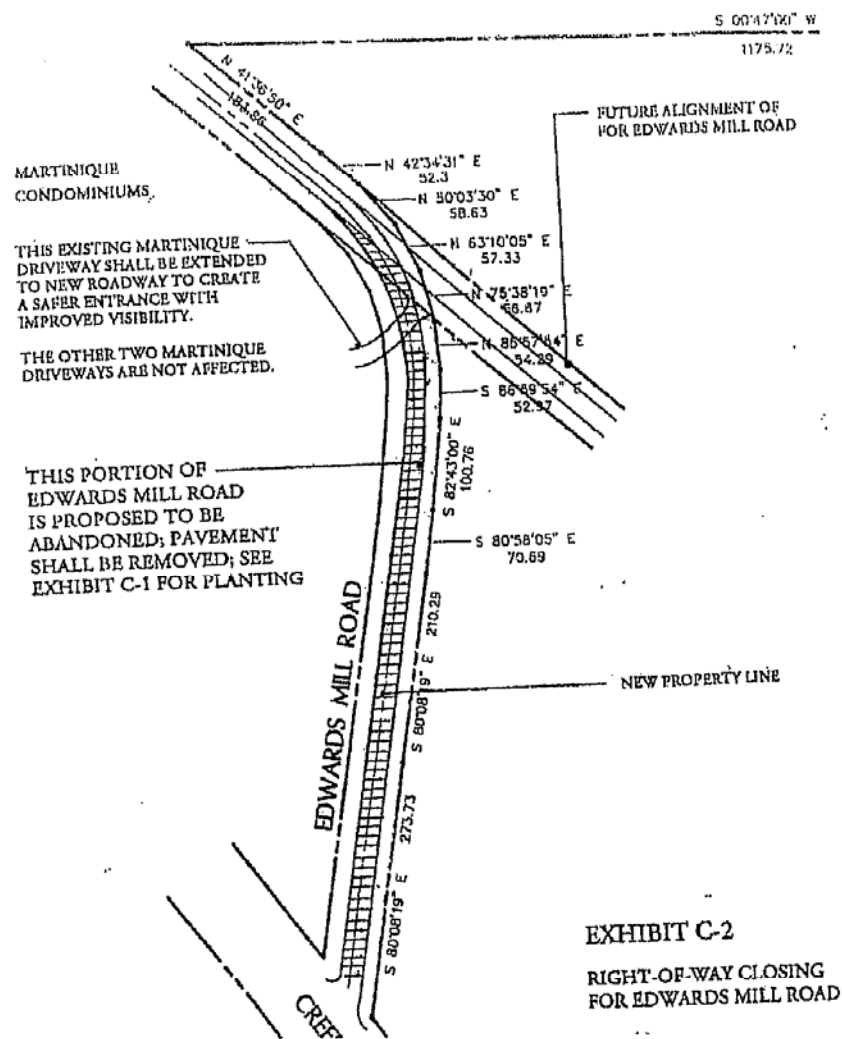 S 00°47'00" W
1175.72
N 41°36'50" E
183.86
FUTURE ALIGNMENT OF
FOR EDWARDS MILL ROAD
MARTINIQUE
CONDOMINIUMS
N 42°34'31" E
52.3
N 50°03'30" E
58.63
N 63°10'05" E
57.33
N 75°38'19" E
N 86°57'54" E
54.29
S 86°59'54" E
52.37
THIS EXISTING MARTINIQUE
DRIVEWAY SHALL BE EXTENDED
TO NEW ROADWAY TO CREATE
A SAFER ENTRANCE WITH
IMPROVED VISIBILITY.
THE OTHER TWO MARTINIQUE
DRIVEWAYS ARE NOT AFFECTED.
S 82°43'00" E
100.76
THIS PORTION OF
EDWARDS MILL ROAD
IS PROPOSED TO BE
ABANDONED; PAVEMENT
SHALL BE REMOVED; SEE
EXHIBIT C-1 FOR PLANTING
S 80°58'05" E
70.69
EDWARDS MILL ROAD
S 80°08'19" E 210.29
NEW PROPERTY LINE
S 80°08'19" E 273.73
EXHIBIT C-2
RIGHT-OF-WAY CLOSING
FOR EDWARDS MILL ROAD